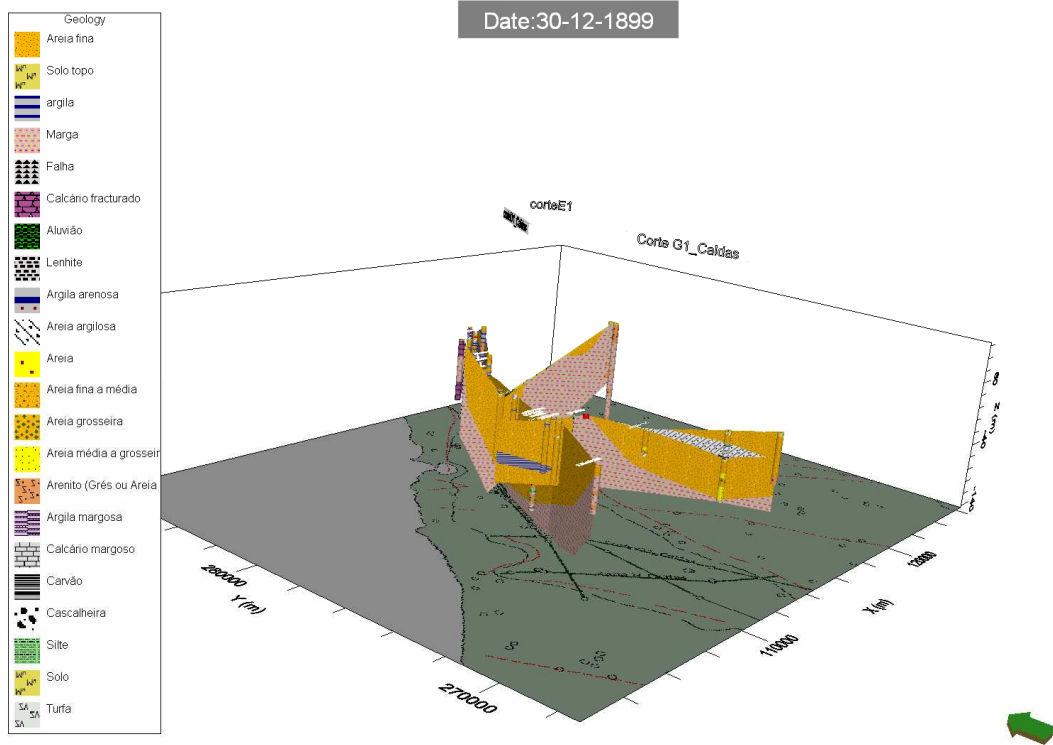 Date:30-12-1899
Geology
Areia fina
Solo topo
argila
Marga
Falha
Calcário fracturado
Aluvião
Lenhite
Argila arenosa
Areia argilosa
Areia
Areia fina a média
Areia grosseira
Areia média a grosseir
Arenito (Grés ou Areia
Argila margosa
Calcário margoso
Carvão
Cascalheira
Silte
Solo
Turfa
corteE1
Corte G1_Caldas
280000
Y (m)
270000
110000
X (m)
120000
Z (m)
-40
-140